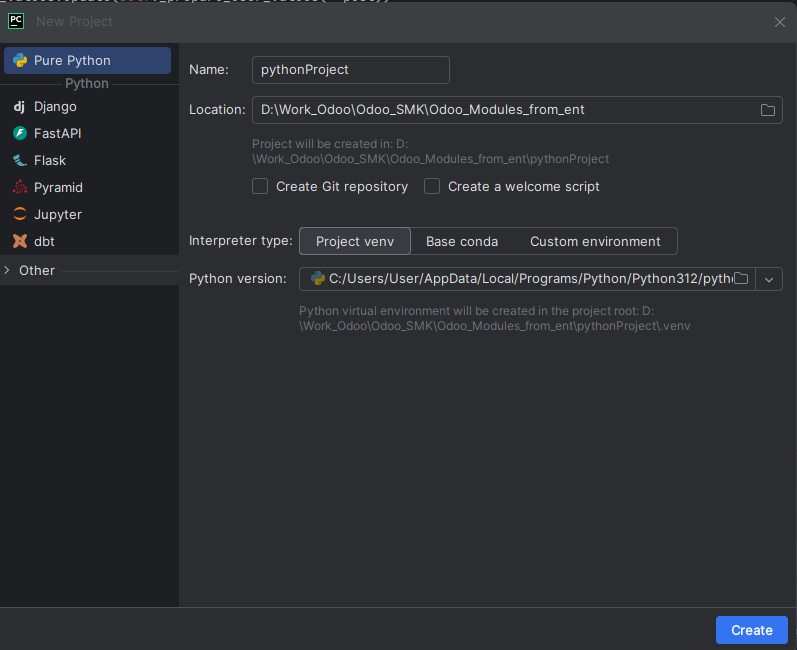 PC
New Project
Pure Python
Python
dj Django
FastAPI
Flask
Pyramid
Jupyter
dbt
Other
Name: pythonProject
Location: D:\Work_Odoo\Odoo_SMK\Odoo_Modules_from_ent
Project will be created in: D:
\Work_Odoo\Odoo_SMK\Odoo_Modules_from_ent\pythonProject
Create Git repository Create a welcome script
Interpreter type: Project venv Base conda Custom environment
Python version: C:/Users/User/AppData/Local/Programs/Python/Python312/pyth
Python virtual environment will be created in the project root: D:
\Work_Odoo\Odoo_SMK\Odoo_Modules_from_ent\pythonProject\.venv
Create